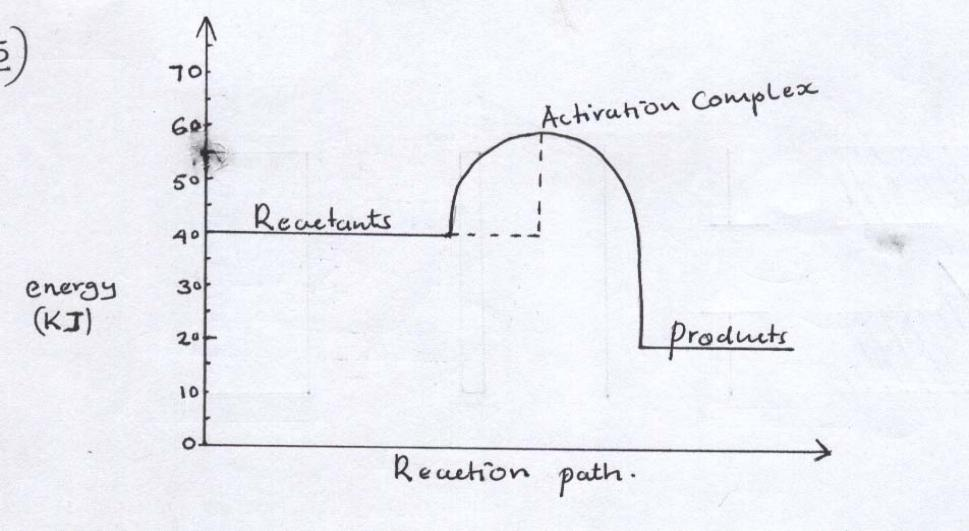 5)
70
60
50
40
30
20
10
0
energy
(KJ)
Reactants
Activation Complex
Products
Reaction path.